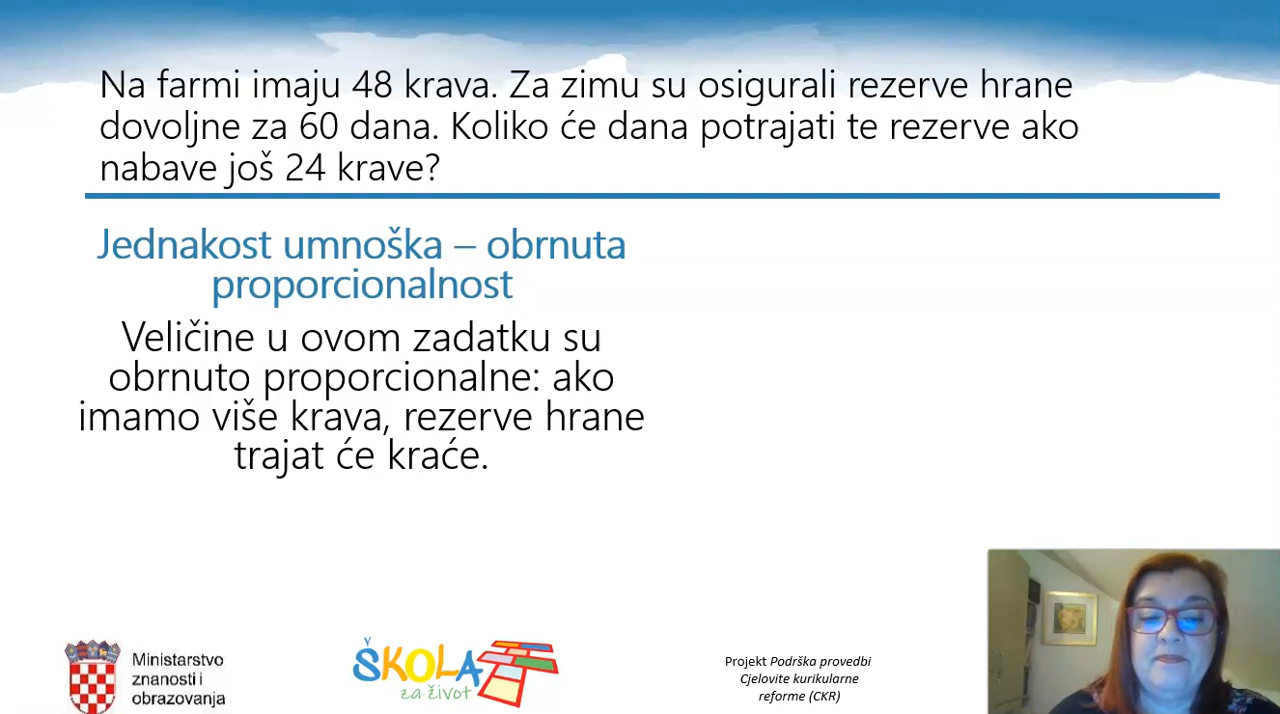 Na farmi imaju 48 krava. Za zimu su osigurali rezerve hrane
dovoljne za 60 dana. Koliko će dana potrajati te rezerve ako
nabave još 24 krave?
Jednakost umnoška – obrnuta
proporcionalnost
Veličine u ovom zadatku su
obrnuto proporcionalne: ako
imamo više krava, rezerve hrane
trajat će kraće.
Ministarstvo
znanosti i
obrazovanja
ŠKOLA
za život
Projekt Podrška provedbi
Cjelovite kurikularne
reforme (CKR)